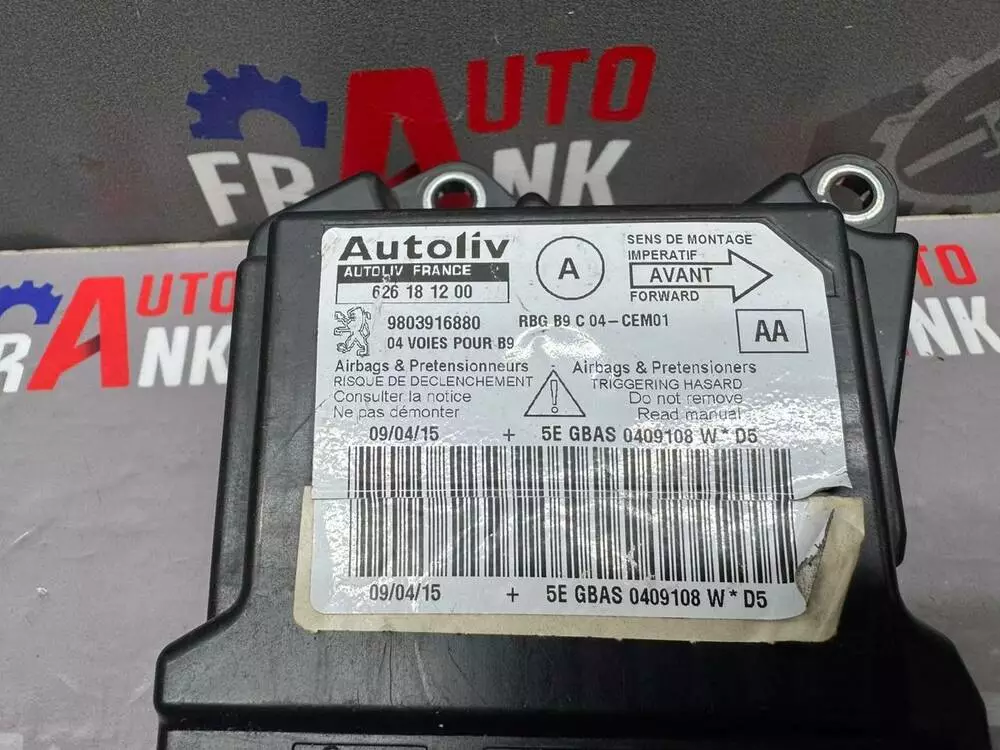 AUTO
FRANK
AUTO
FRANK
AUTO
RANK
Autoliv
AUTOLIV FRANCE
626 18 12 00
A
SENS DE MONTAGE
IMPERATIF
AVANT
FORWARD
9803916880
RBG B9 C 04-CEM01
04 VOIES POUR B9
AA
Airbags & Pretensionneurs
RISQUE DE DECLENCHEMENT
Consulter la notice
Ne pas démonter
Airbags & Pretensioners
TRIGGERING HASARD
Do not remove
Read manual
09/04/15 + 5E GBAS 0409108 W * D5
09/04/15 + 5E GBAS 0409108 W * D5